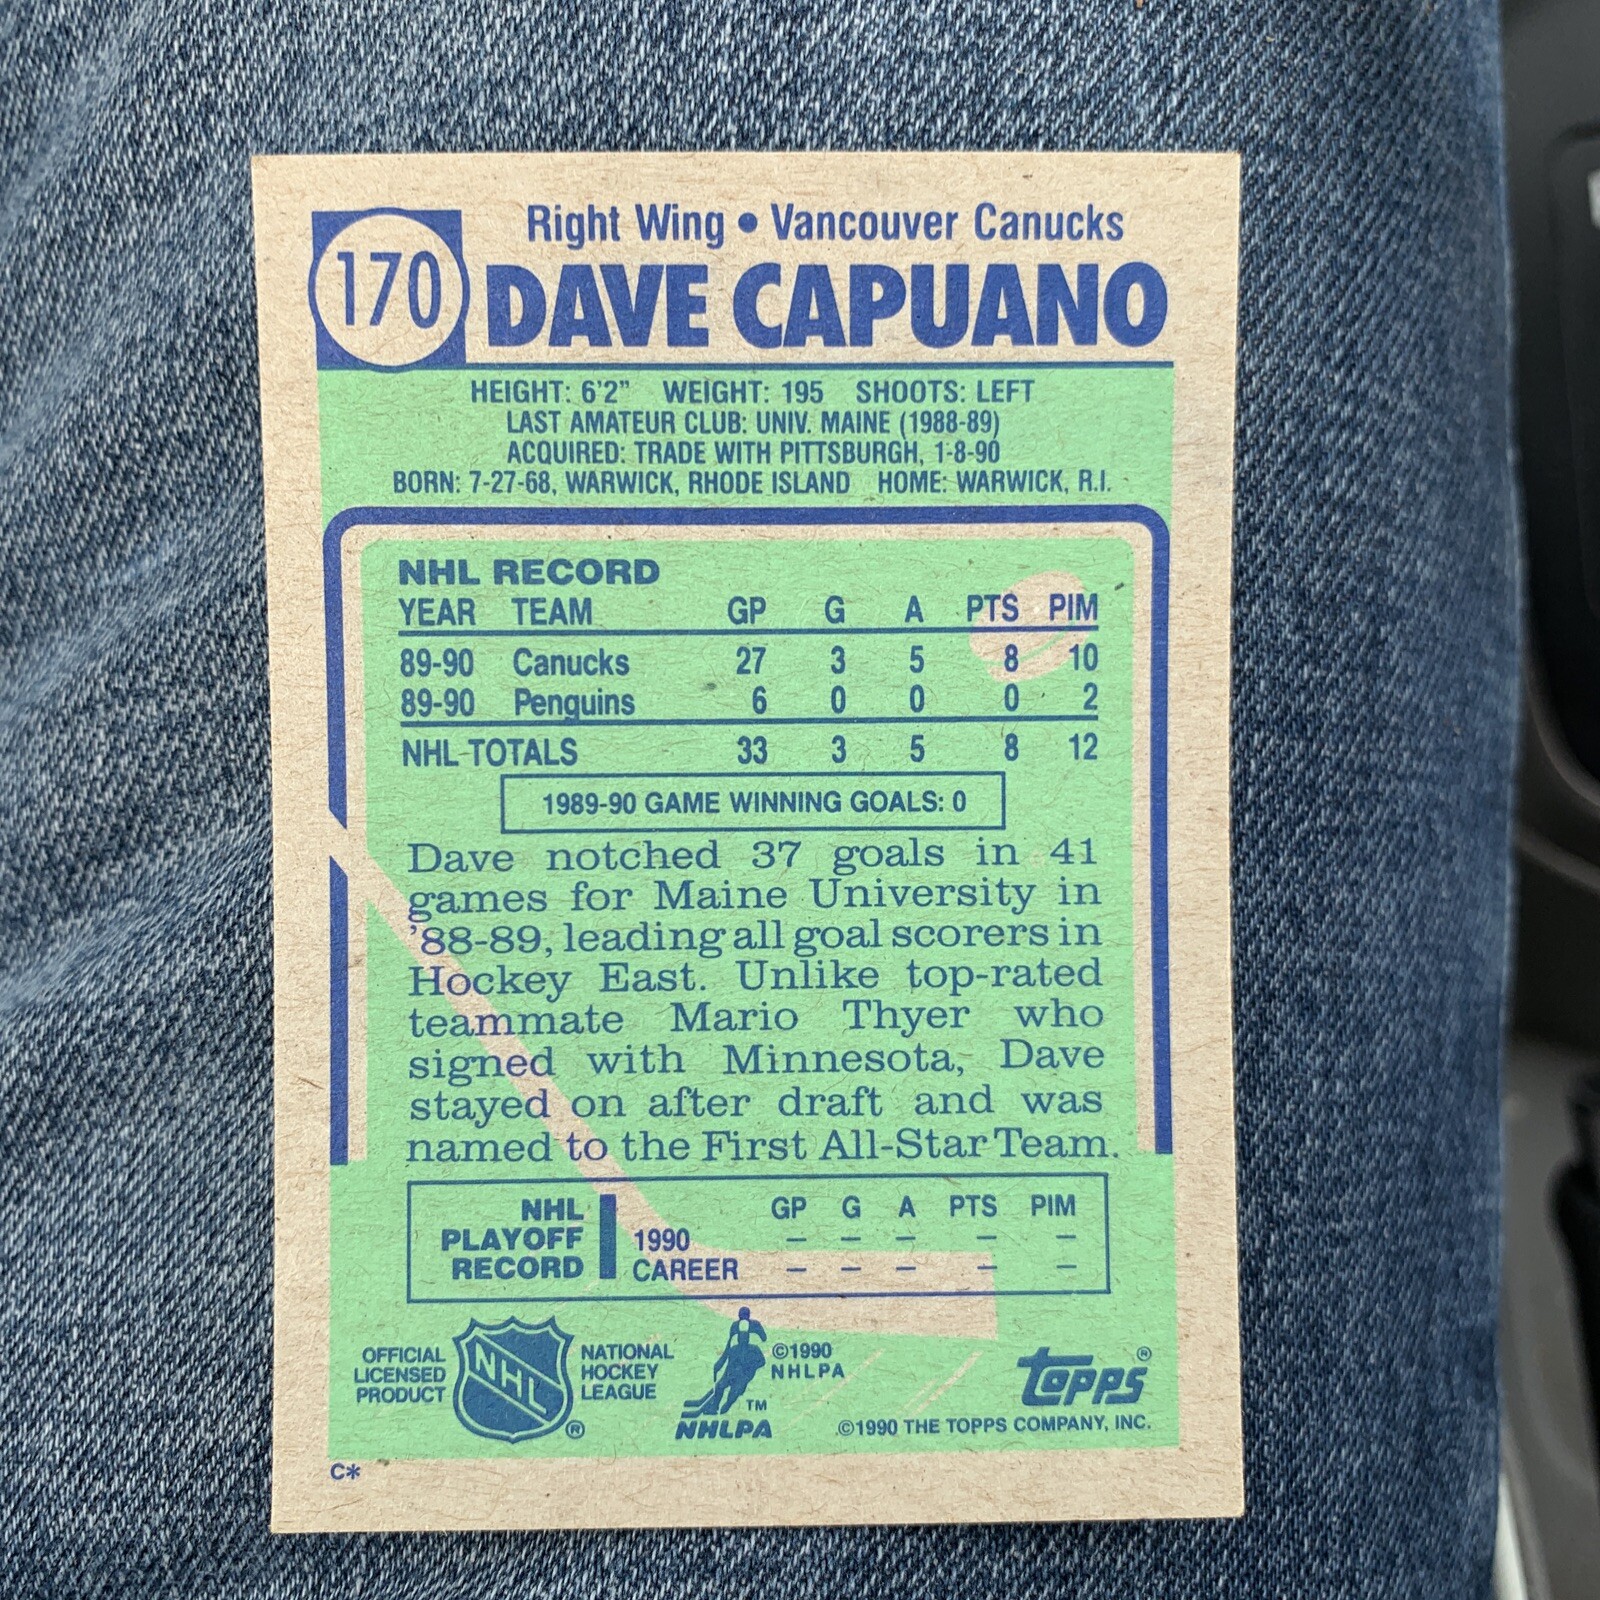 170
Right Wing • Vancouver Canucks
DAVE CAPUANO
HEIGHT: 6'2" WEIGHT: 195 SHOOTS: LEFT
LAST AMATEUR CLUB: UNIV. MAINE (1988-89)
ACQUIRED: TRADE WITH PITTSBURGH, 1-8-90
BORN: 7-27-68, WARWICK, RHODE ISLAND HOME: WARWICK, R.I.
NHL RECORD
YEAR TEAM GP G A PTS PIM
89-90 Canucks 27 3 5 8 10
89-90 Penguins 6 0 0 0 2
NHL TOTALS 33 3 5 8 12
1989-90 GAME WINNING GOALS: 0
Dave notched 37 goals in 41
games for Maine University in
'88-89, leading all goal scorers in
Hockey East. Unlike top-rated
teammate Mario Thyer who
signed with Minnesota, Dave
stayed on after draft and was
named to the First All-Star Team.
NHL PLAYOFF RECORD
GP G A PTS PIM
1990 – – – – –
CAREER – – – – –
OFFICIAL
LICENSED
PRODUCT
NHL
®
NATIONAL
HOCKEY
LEAGUE
©1990
NHLPA
TM
NHLPA
topps®
©1990 THE TOPPS COMPANY, INC.
C*